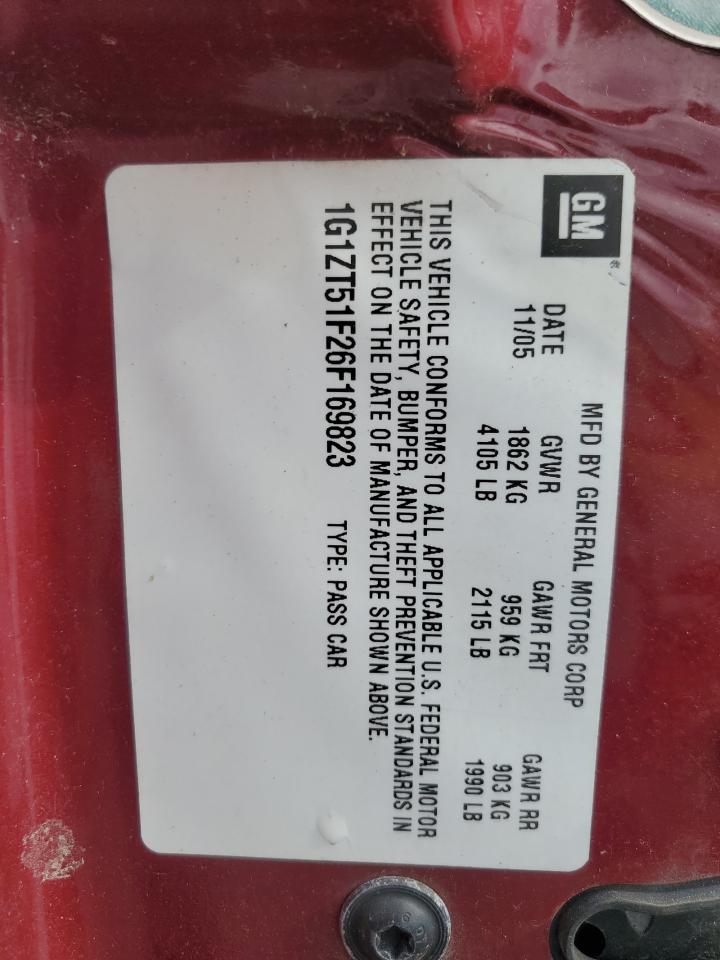 GM
MFD BY GENERAL MOTORS CORP
DATE GVWR GAWR FRT GAWR RR
11/05 1862 KG 959 KG 903 KG
4105 LB 2115 LB 1990 LB
THIS VEHICLE CONFORMS TO ALL APPLICABLE U.S. FEDERAL MOTOR
VEHICLE SAFETY, BUMPER, AND THEFT PREVENTION STANDARDS IN
EFFECT ON THE DATE OF MANUFACTURE SHOWN ABOVE.
1G1ZT51F26F169823 TYPE: PASS CAR